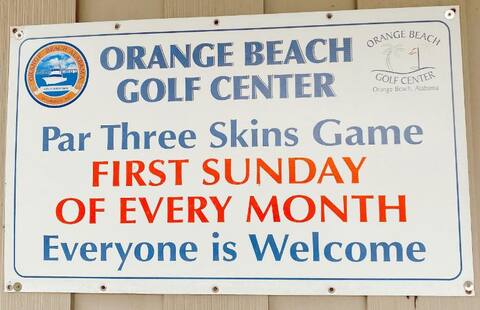 ORANGE BEACH
GOLF CENTER
ORANGE BEACH
GOLF CENTER
Orange Beach, Alabama
Par Three Skins Game
FIRST SUNDAY
OF EVERY MONTH
Everyone is Welcome